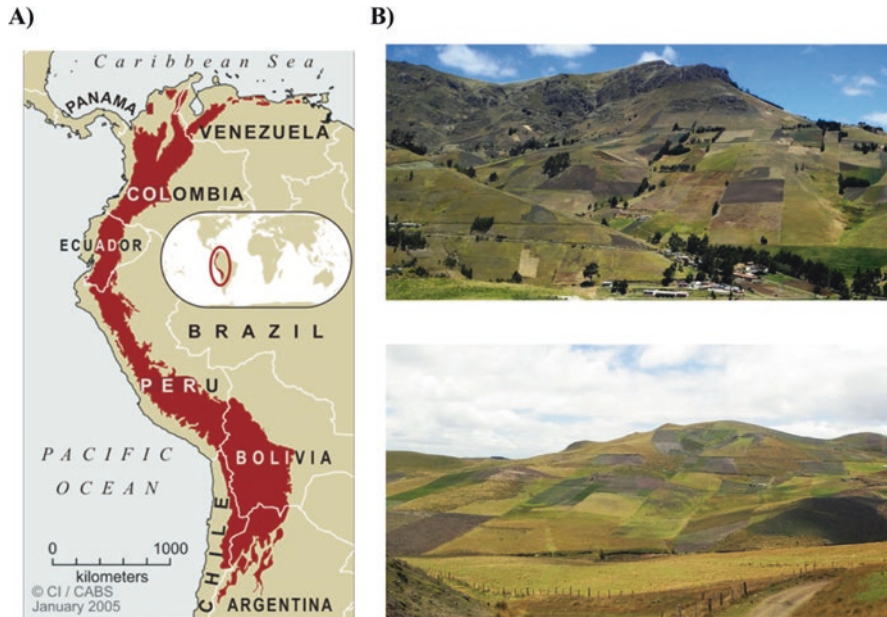 A)
B)
Caribbean Sea
PANAMA
VENEZUELA
COLOMBIA
ECUADOR
BRAZIL
PERU
PACIFIC
OCEAN
BOLIVIA
CHILE
0 1000
kilometers
© CI / CABS
January 2005
ARGENTINA